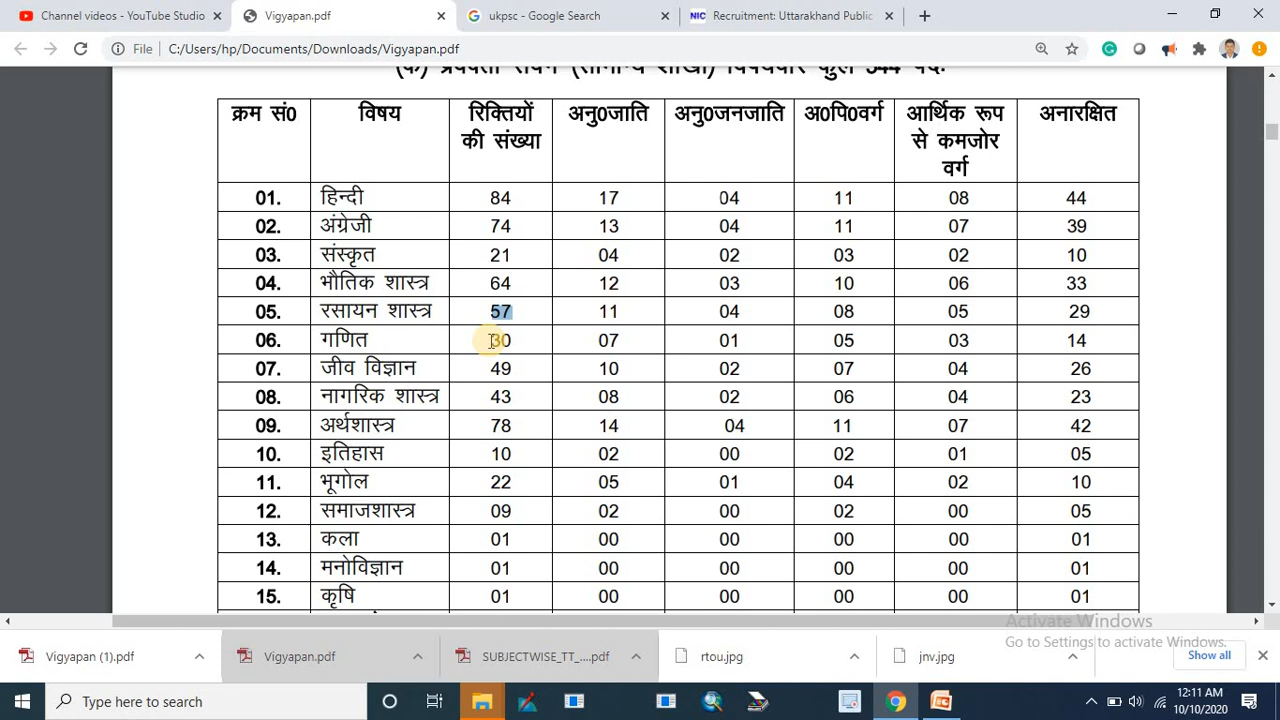 Channel videos - YouTube Studio
Vigyapan.pdf
ukpsc - Google Search
NIC Recruitment: Uttarakhand Public
File C:/Users/hp/Documents/Downloads/Vigyapan.pdf
(क) प्रवक्ता संवर्ग (सामान्य शाखा) विषयवार कुल 544 पद:
क्रम सं0 विषय रिक्तियों की संख्या अनु0जाति अनु0जनजाति अ0पि0वर्ग आर्थिक रूप से कमजोर वर्ग अनारक्षित
01. हिन्दी 84 17 04 11 08 44
02. अंग्रेजी 74 13 04 11 07 39
03. संस्कृत 21 04 02 03 02 10
04. भौतिक शास्त्र 64 12 03 10 06 33
05. रसायन शास्त्र 57 11 04 08 05 29
06. गणित 30 07 01 05 03 14
07. जीव विज्ञान 49 10 02 07 04 26
08. नागरिक शास्त्र 43 08 02 06 04 23
09. अर्थशास्त्र 78 14 04 11 07 42
10. इतिहास 10 02 00 02 01 05
11. भूगोल 22 05 01 04 02 10
12. समाजशास्त्र 09 02 00 02 00 05
13. कला 01 00 00 00 00 01
14. मनोविज्ञान 01 00 00 00 00 01
15. कृषि 01 00 00 00 00 01
Activate Windows
Go to Settings to activate Windows.
Vigyapan (1).pdf
Vigyapan.pdf
SUBJECTWISE_TT_....pdf
rtou.jpg
jnv.jpg
Show all
Type here to search
12:11 AM
10/10/2020